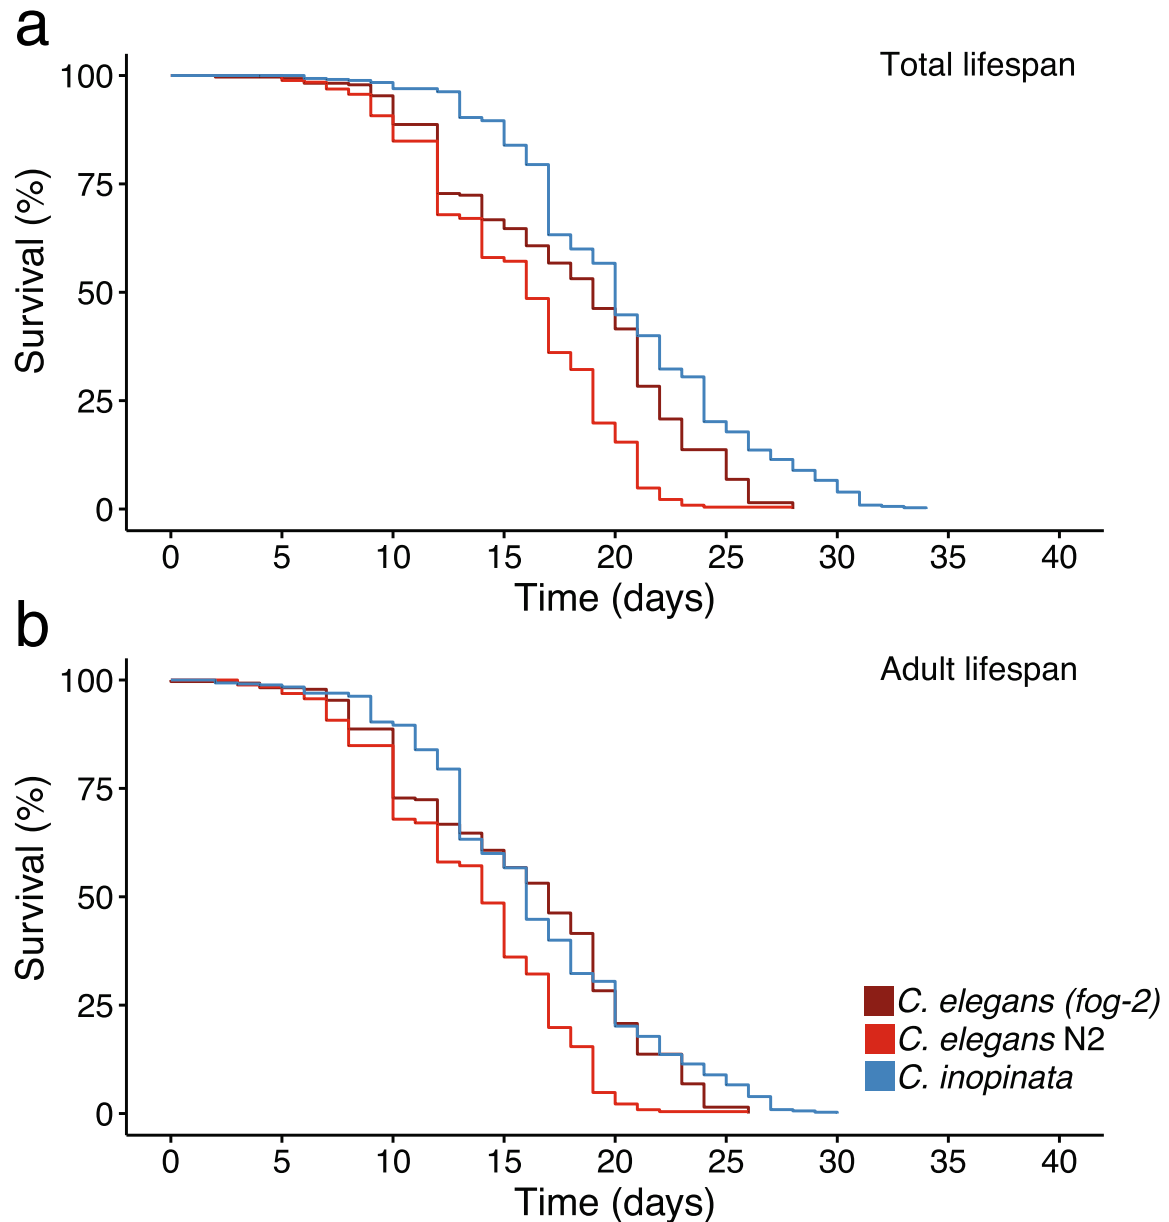 a
Total lifespan
100
75
50
25
0
Survival (%)
0 5 10 15 20 25 30 35 40
Time (days)
b
Adult lifespan
100
75
50
25
0
Survival (%)
C. elegans (fog-2)
C. elegans N2
C. inopinata
0 5 10 15 20 25 30 35 40
Time (days)